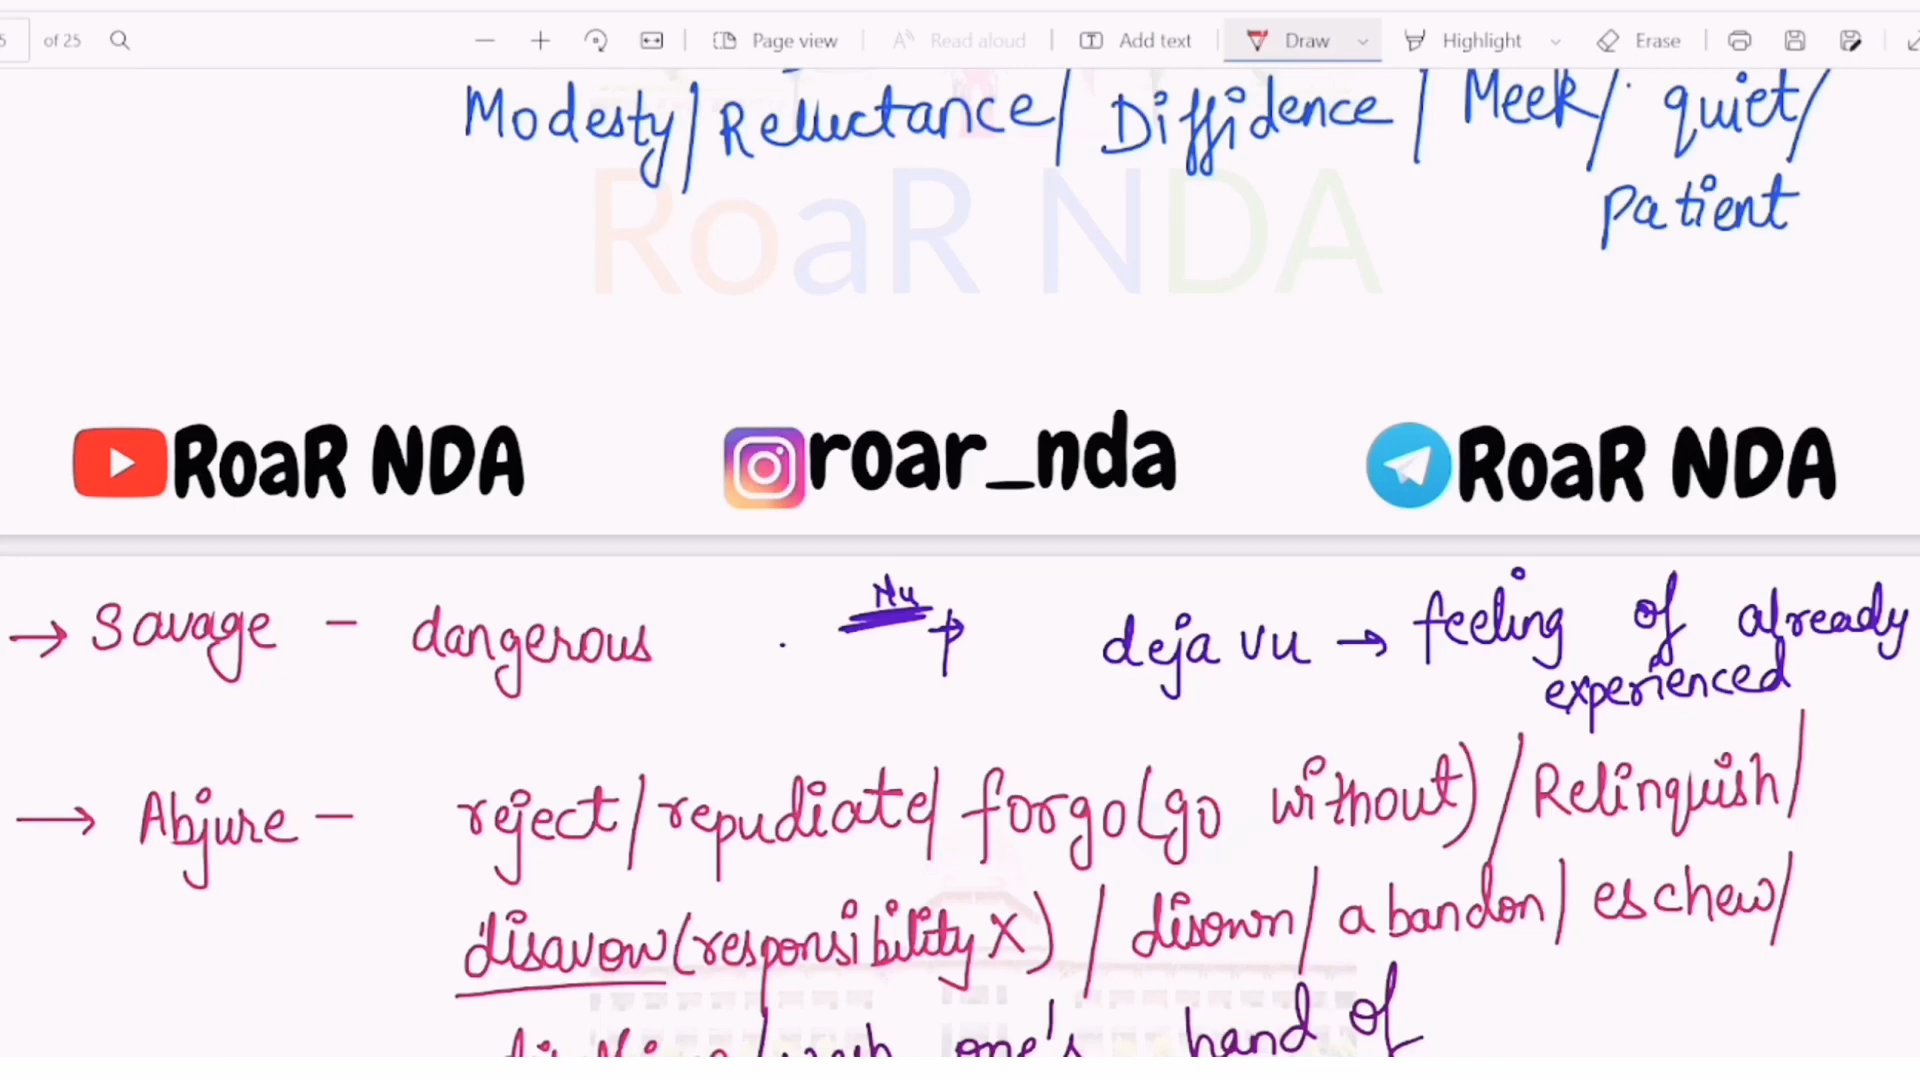 of 25 Page view Read aloud Add text Draw Highlight Erase
Modesty/Reluctance/Diffidence/Meek/quiet/
patient
RoaR NDA
RoaR NDA roar_nda RoaR NDA
→ Savage - dangerous deja vu → feeling of already
experienced
→ Abjure - reject/repudiate/forgo(go without)/Relinquish/
disavow(responsibility X)/disown/abandon/eschew/
one's hand of